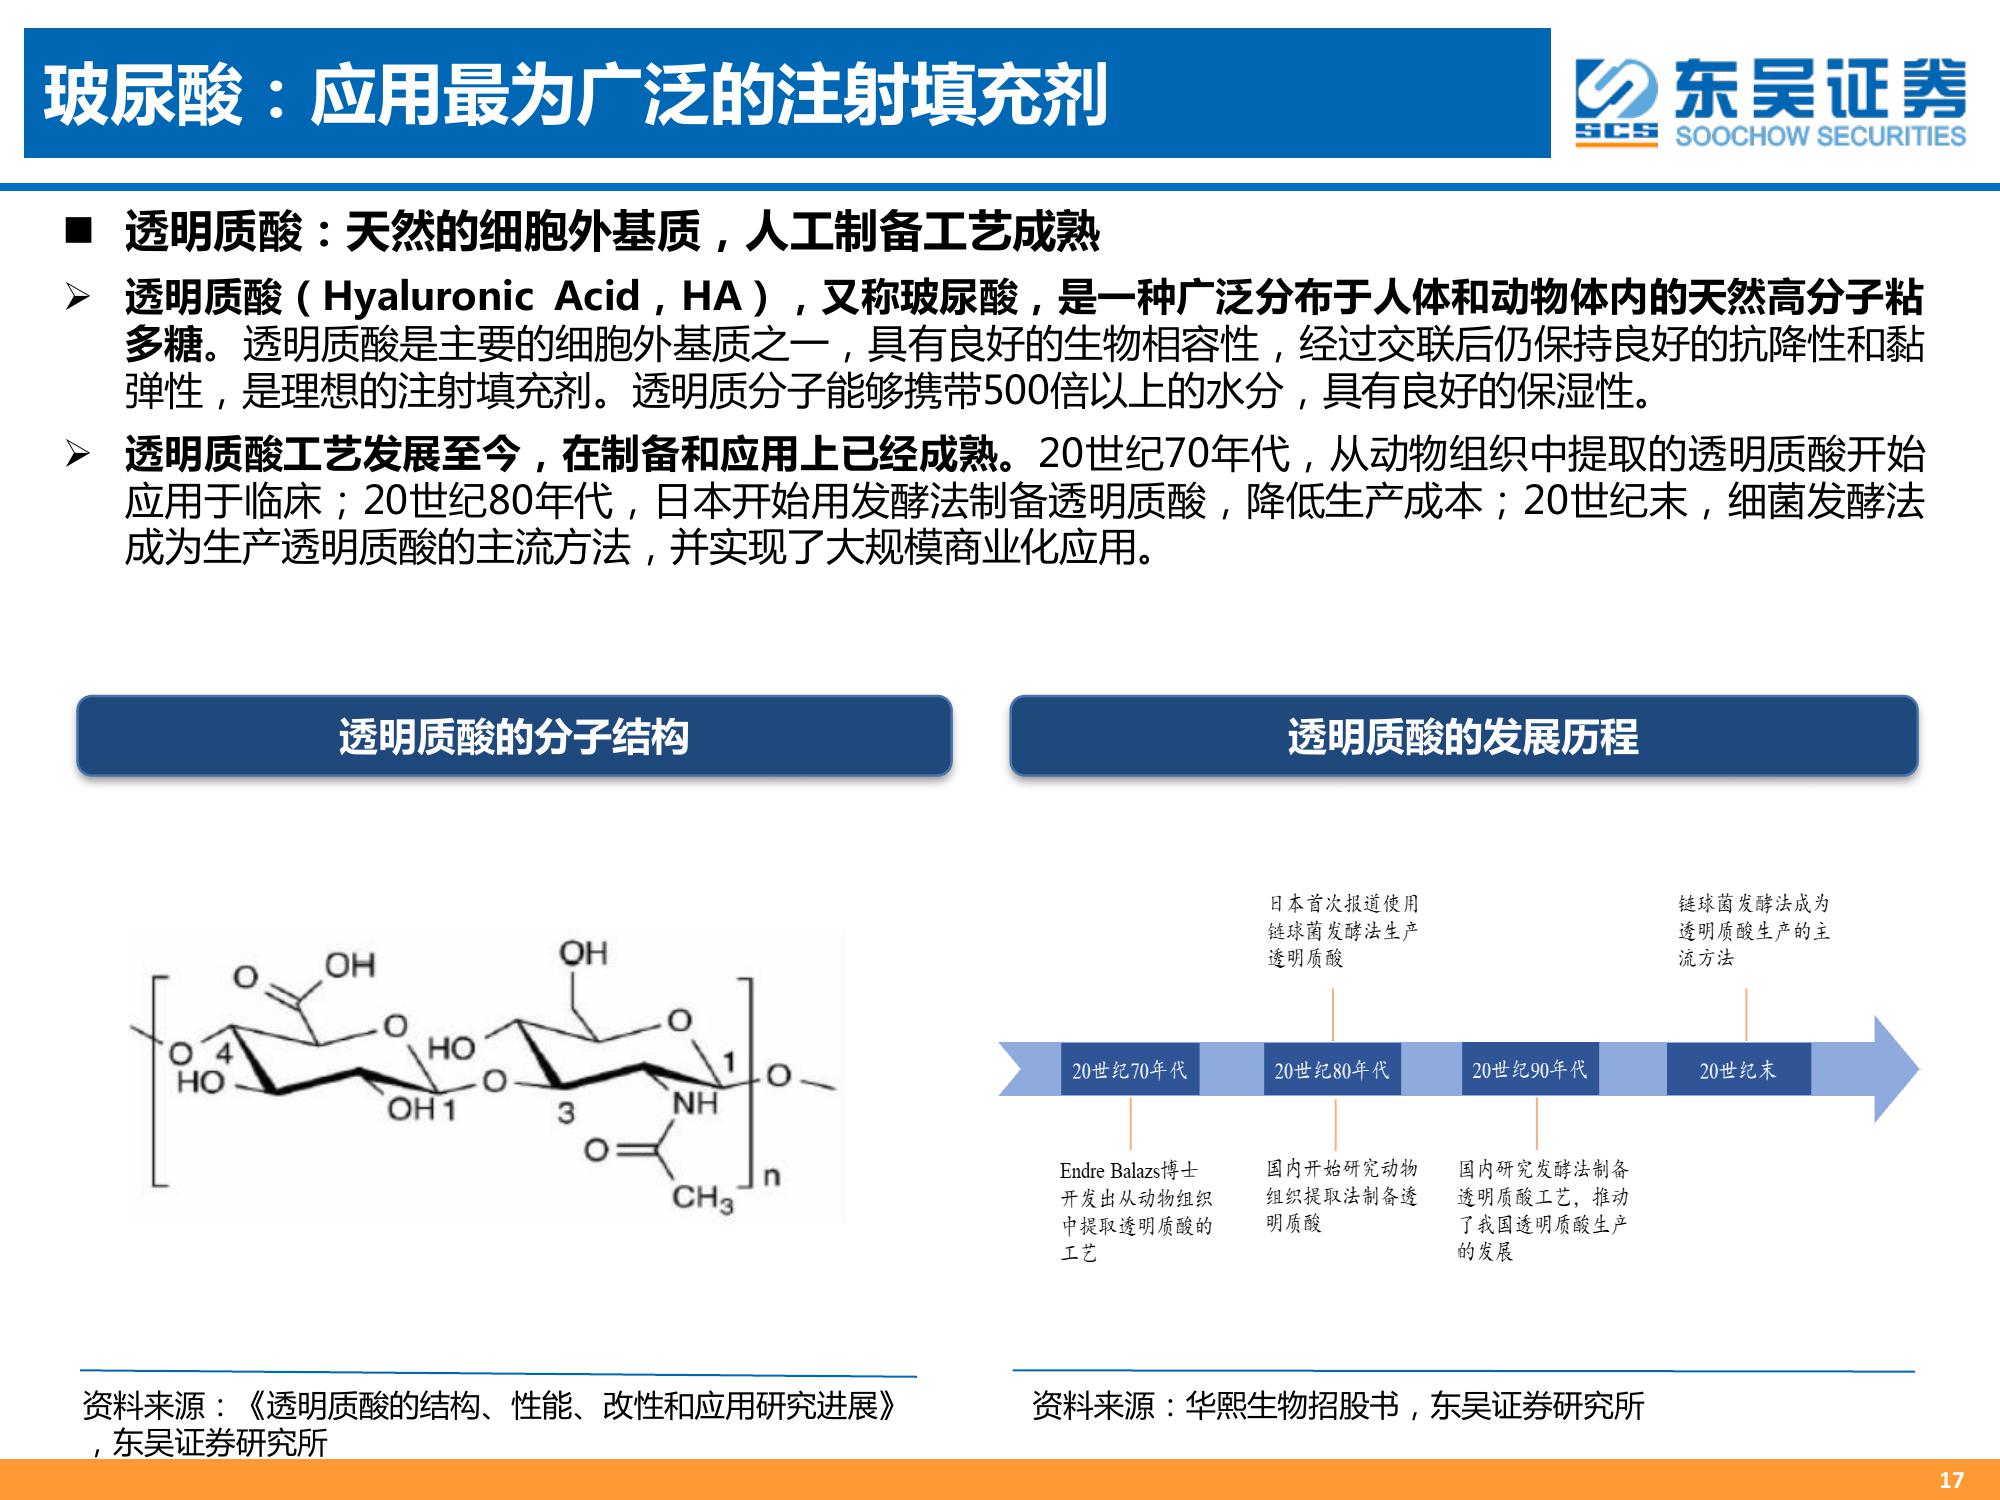 玻尿酸：应用最为广泛的注射填充剂
东吴证券
SCS
SOOCHOW SECURITIES
■ 透明质酸：天然的细胞外基质，人工制备工艺成熟
➢ 透明质酸（Hyaluronic Acid，HA），又称玻尿酸，是一种广泛分布于人体和动物体内的天然高分子粘
多糖。透明质酸是主要的细胞外基质之一，具有良好的生物相容性，经过交联后仍保持良好的抗降性和黏
弹性，是理想的注射填充剂。透明质分子能够携带500倍以上的水分，具有良好的保湿性。
➢ 透明质酸工艺发展至今，在制备和应用上已经成熟。20世纪70年代，从动物组织中提取的透明质酸开始
应用于临床；20世纪80年代，日本开始用发酵法制备透明质酸，降低生产成本；20世纪末，细菌发酵法
成为生产透明质酸的主流方法，并实现了大规模商业化应用。
透明质酸的分子结构
O OH OH
O 4 O HO O 1 O
HO OH 1 O 3 NH
O n
CH3
资料来源：《透明质酸的结构、性能、改性和应用研究进展》
，东吴证券研究所
透明质酸的发展历程
日本首次报道使用
链球菌发酵法生产
透明质酸
链球菌发酵法成为
透明质酸生产的主
流方法
20世纪70年代 20世纪80年代 20世纪90年代 20世纪末
Endre Balazs博士
开发出从动物组织
中提取透明质酸的
工艺
国内开始研究动物
组织提取法制备透
明质酸
国内研究发酵法制备
透明质酸工艺，推动
了我国透明质酸生产
的发展
资料来源：华熙生物招股书，东吴证券研究所
17